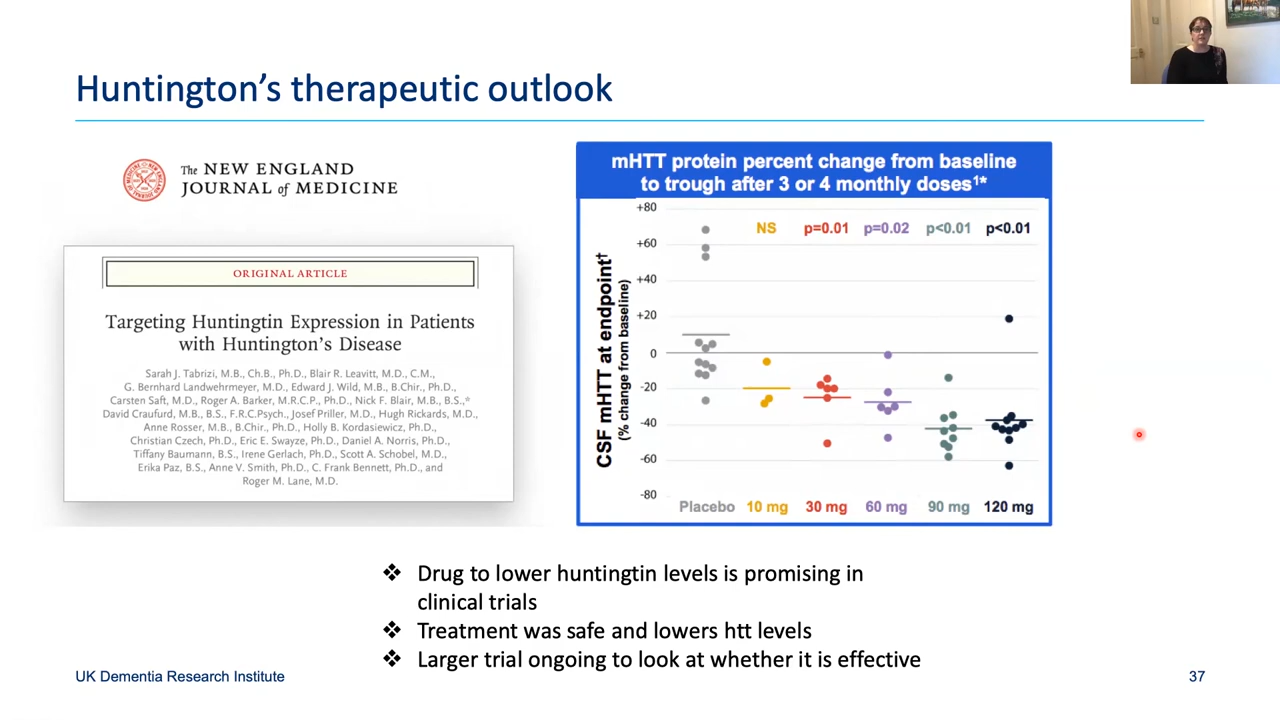 Huntington's therapeutic outlook
The NEW ENGLAND
JOURNAL of MEDICINE
ORIGINAL ARTICLE
Targeting Huntingtin Expression in Patients
with Huntington's Disease
Sarah J. Tabrizi, M.B., Ch.B., Ph.D., Blair R. Leavitt, M.D., C.M.,
G. Bernhard Landwehrmeyer, M.D., Edward J. Wild, M.B., B.Chir., Ph.D.,
Carsten Saft, M.D., Roger A. Barker, M.R.C.P., Ph.D., Nick F. Blair, M.B., B.S.,*
David Craufurd, M.B., B.S., F.R.C.Psych., Josef Priller, M.D., Hugh Rickards, M.D.,
Anne Rosser, M.B., B.Chir., Ph.D., Holly B. Kordasiewicz, Ph.D.,
Christian Czech, Ph.D., Eric E. Swayze, Ph.D., Daniel A. Norris, Ph.D.,
Tiffany Baumann, B.S., Irene Gerlach, Ph.D., Scott A. Schobel, M.D.,
Erika Paz, B.S., Anne V. Smith, Ph.D., C. Frank Bennett, Ph.D., and
Roger M. Lane, M.D.
mHTT protein percent change from baseline
to trough after 3 or 4 monthly doses¹*
CSF mHTT at endpoint†
(% change from baseline)
+80
+60
+40
+20
0
-20
-40
-60
-80
NS p=0.01 p=0.02 p<0.01 p<0.01
Placebo 10 mg 30 mg 60 mg 90 mg 120 mg
❖ Drug to lower huntingtin levels is promising in
clinical trials
❖ Treatment was safe and lowers htt levels
❖ Larger trial ongoing to look at whether it is effective
UK Dementia Research Institute
37